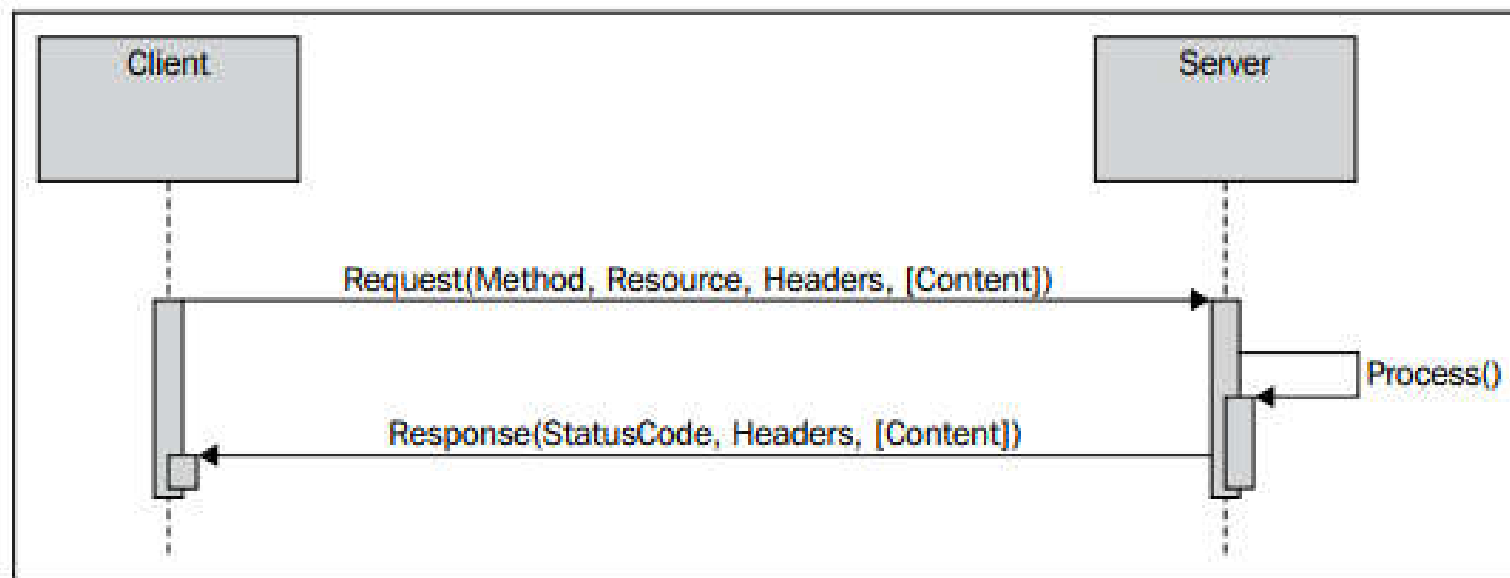 Client
Server
Request(Method, Resource, Headers, [Content])
Process()
Response(StatusCode, Headers, [Content])